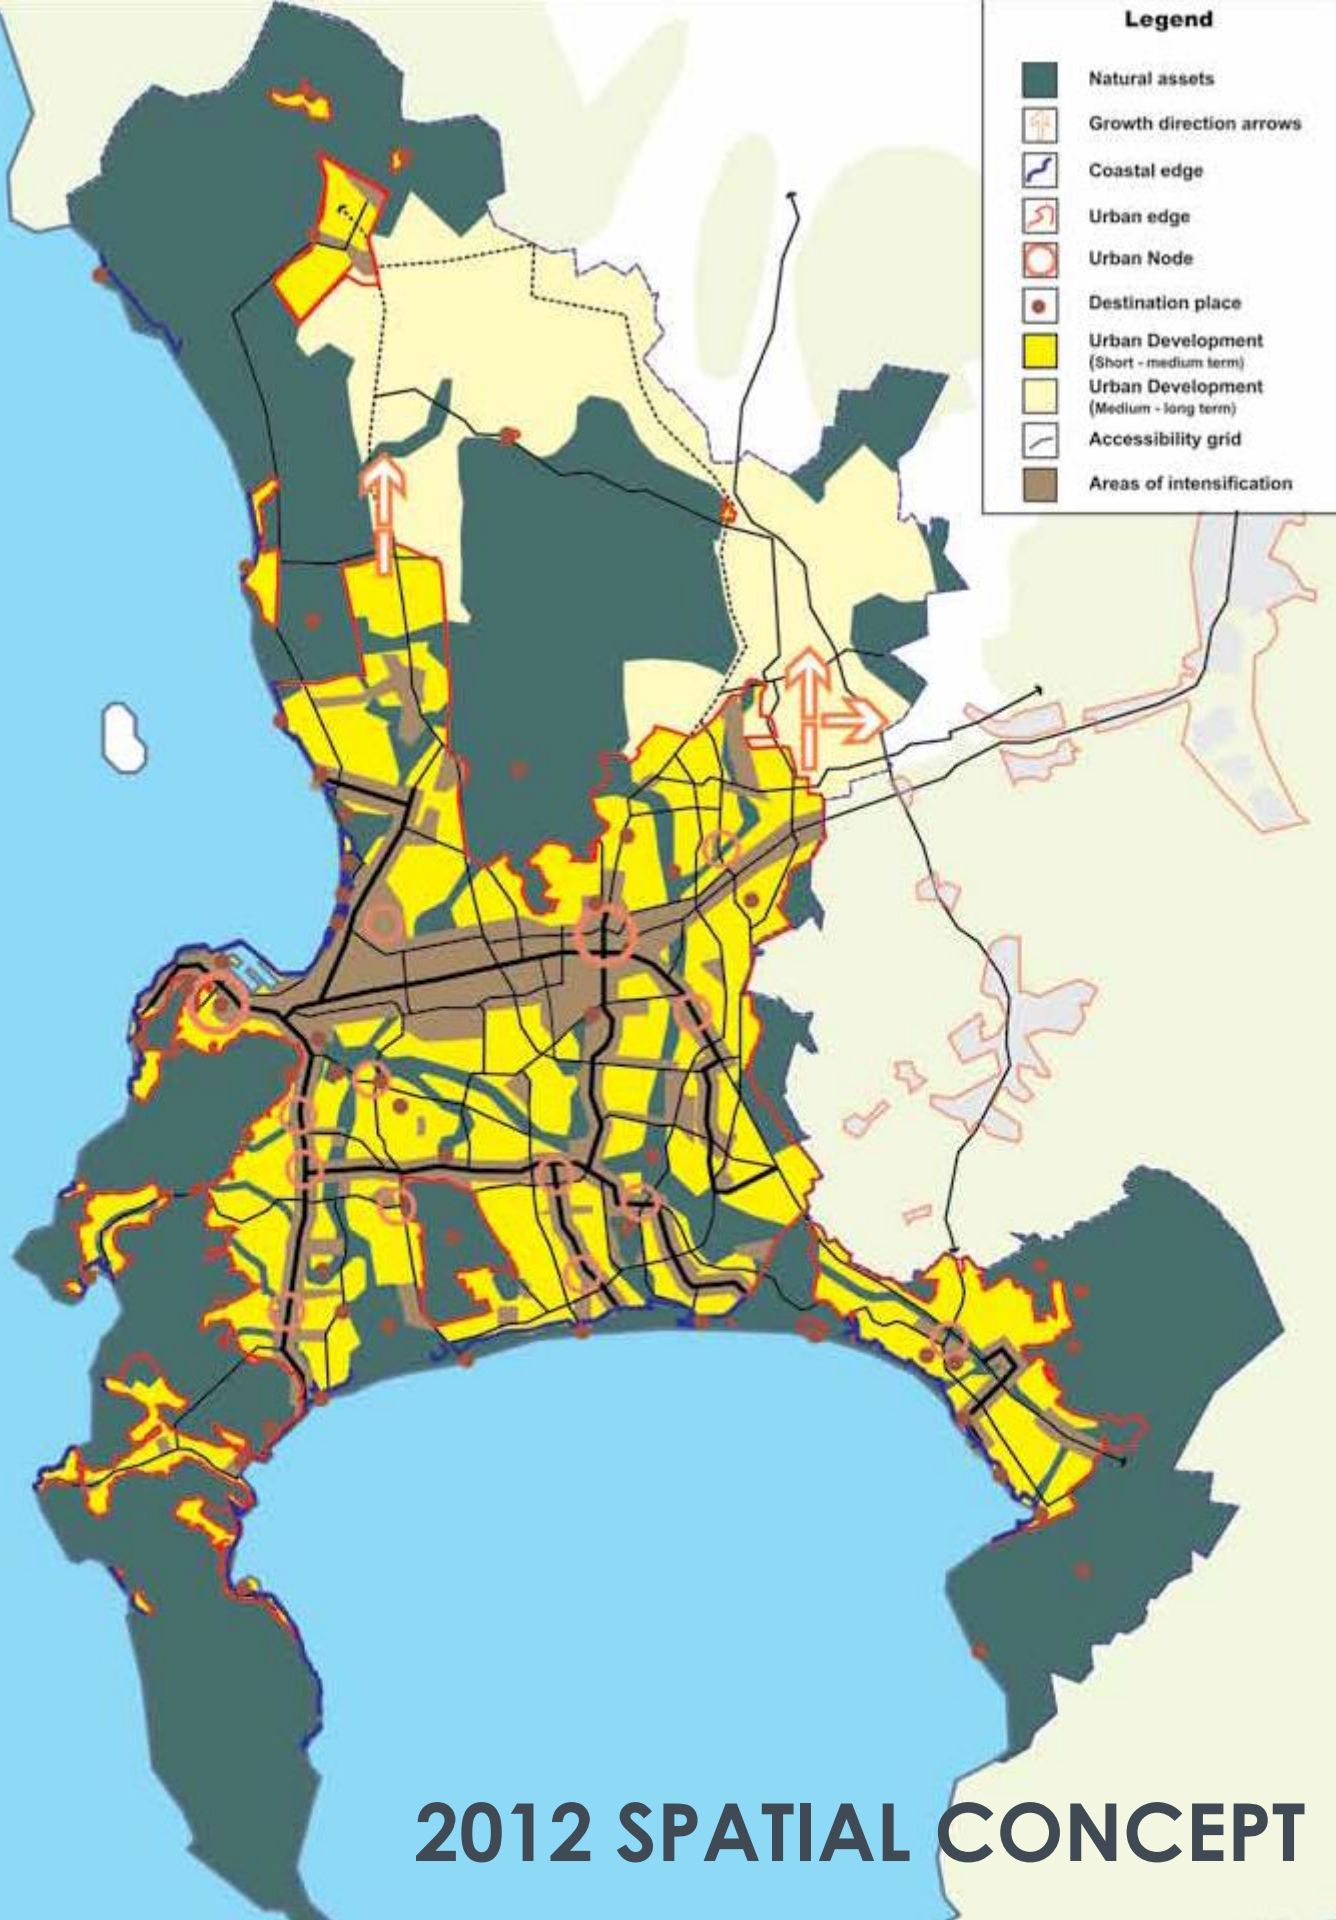 Legend
Natural assets
Growth direction arrows
Coastal edge
Urban edge
Urban Node
Destination place
Urban Development
(Short - medium term)
Urban Development
(Medium - long term)
Accessibility grid
Areas of intensification
2012 SPATIAL CONCEPT